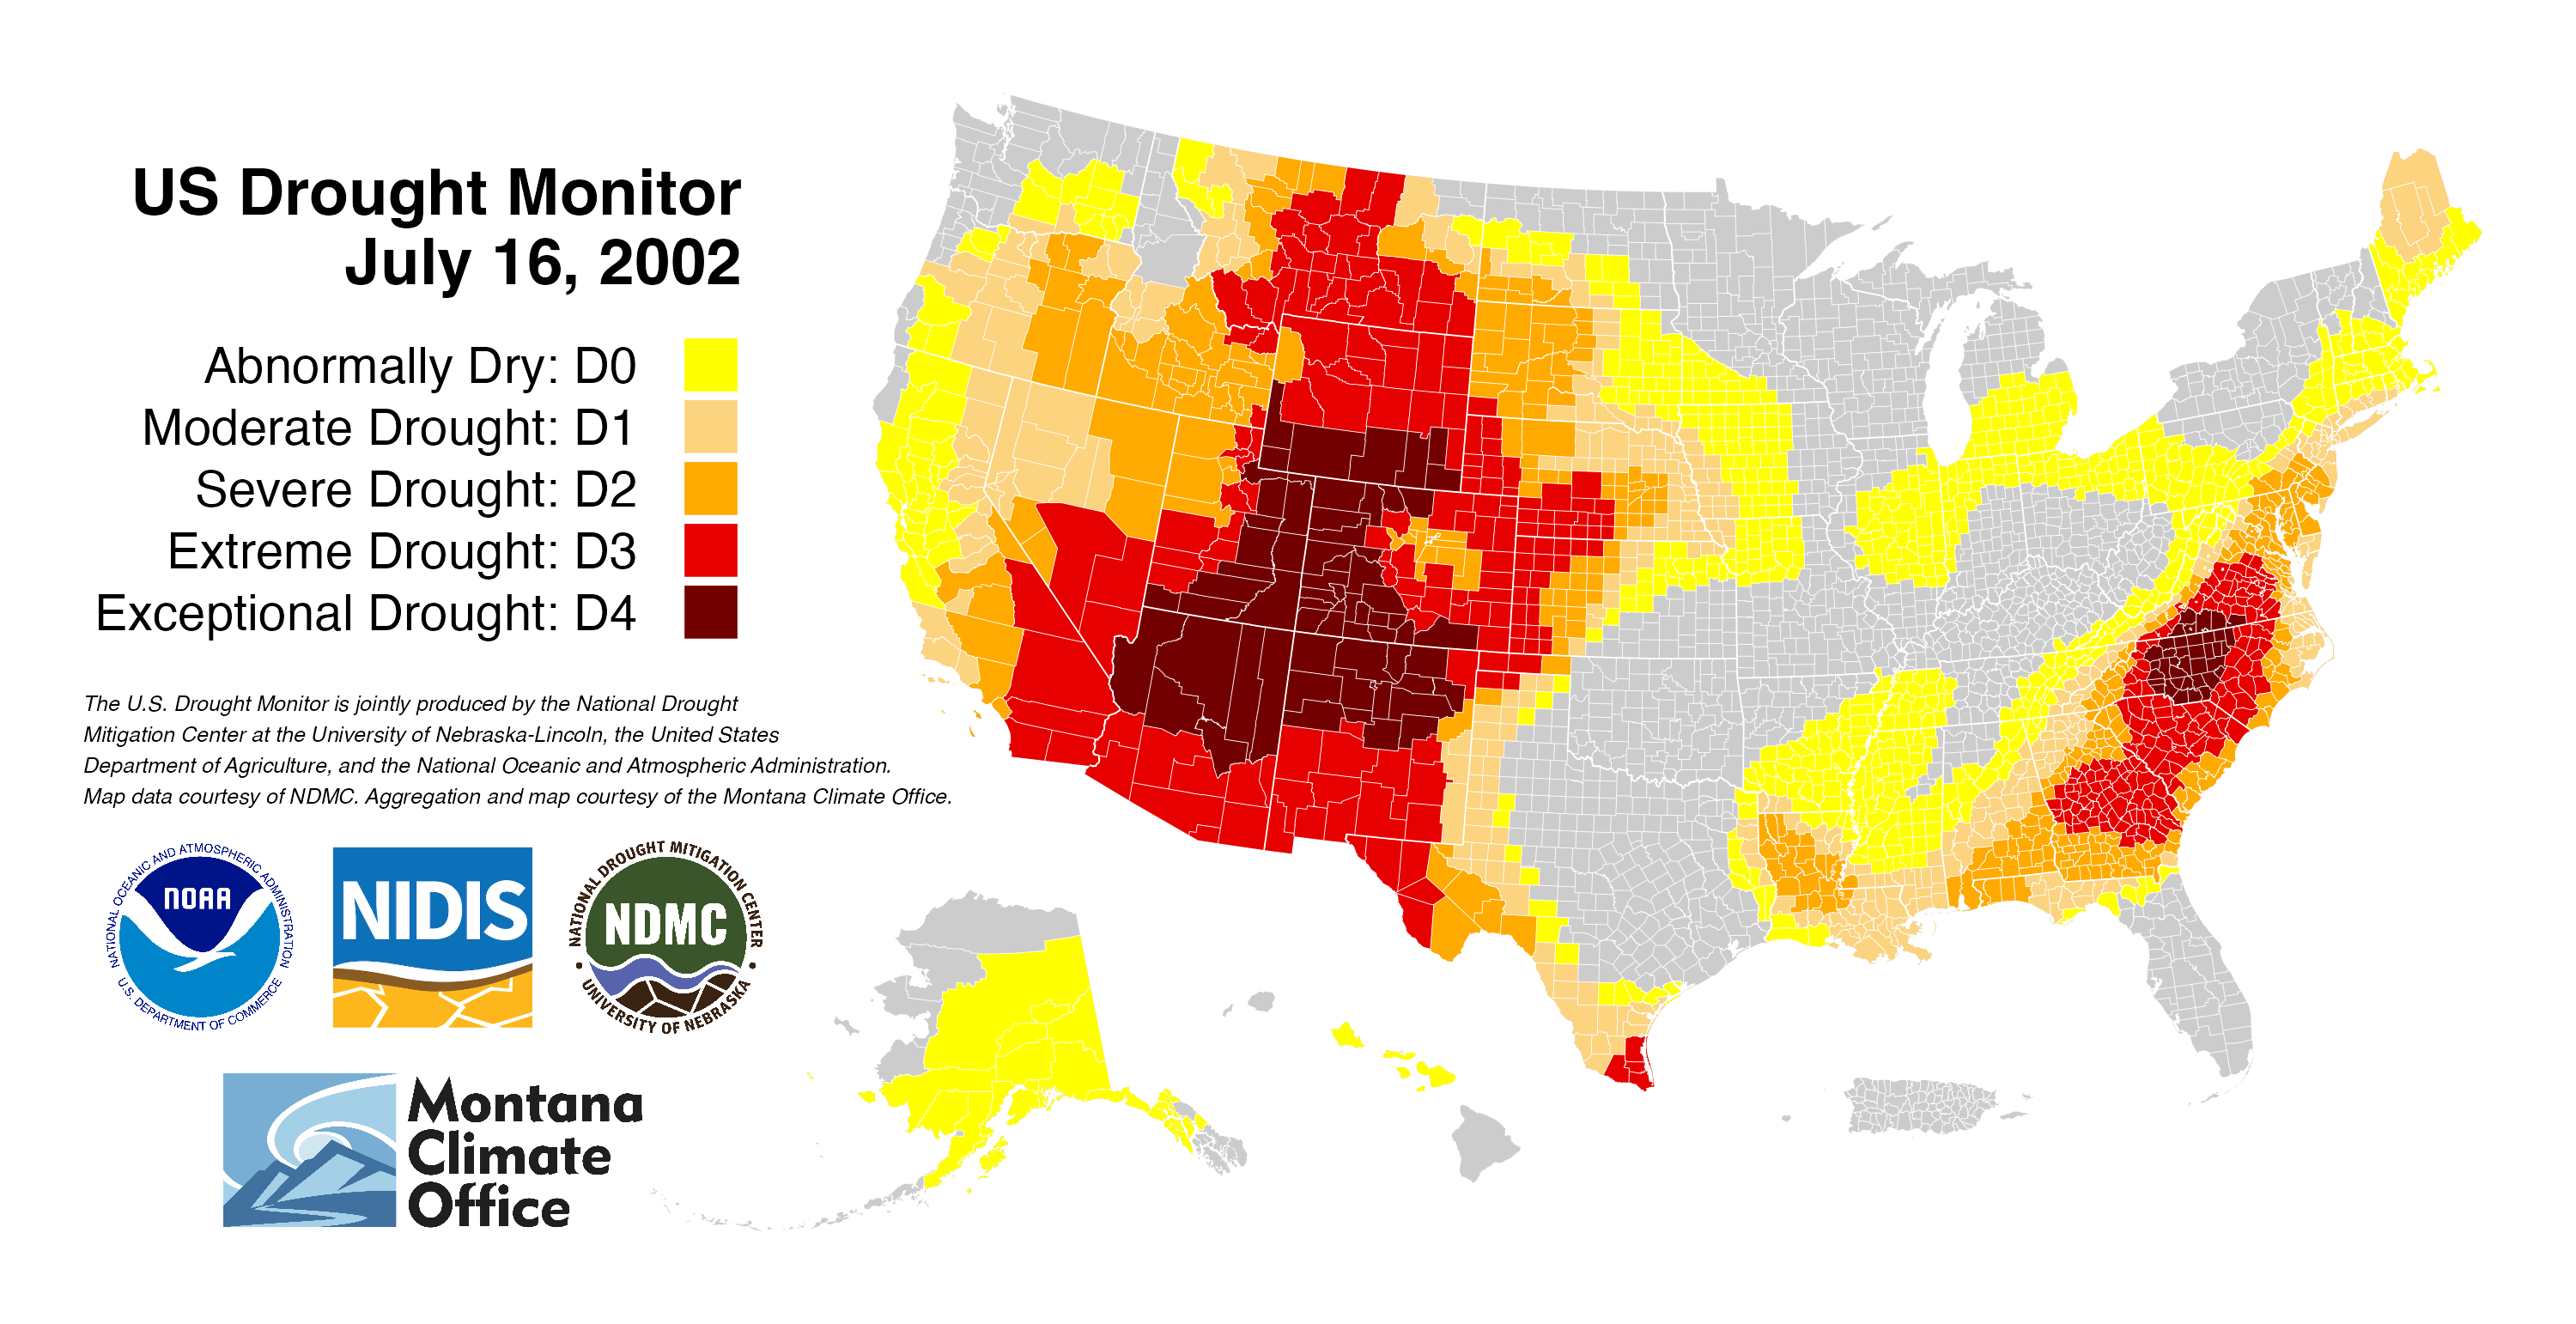 US Drought Monitor
July 16, 2002
Abnormally Dry: D0
Moderate Drought: D1
Severe Drought: D2
Extreme Drought: D3
Exceptional Drought: D4
The U.S. Drought Monitor is jointly produced by the National Drought
Mitigation Center at the University of Nebraska-Lincoln, the United States
Department of Agriculture, and the National Oceanic and Atmospheric Administration.
Map data courtesy of NDMC. Aggregation and map courtesy of the Montana Climate Office.
NATIONAL OCEANIC AND ATMOSPHERIC ADMINISTRATION
NOAA
U.S. DEPARTMENT OF COMMERCE
NIDIS
NATIONAL DROUGHT MITIGATION CENTER
NDMC
UNIVERSITY OF NEBRASKA
Montana
Climate
Office